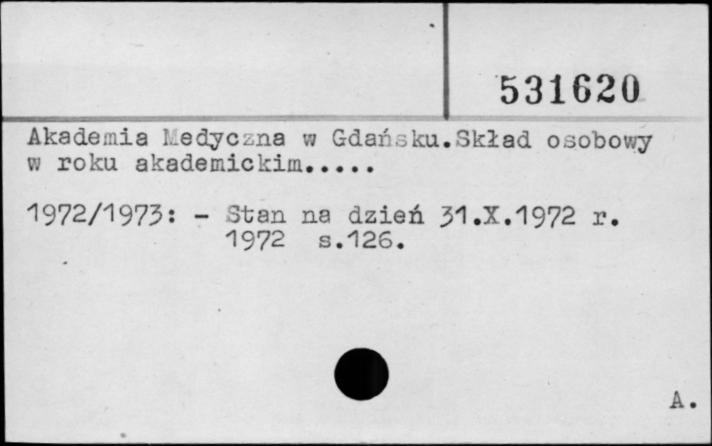 531620
Akademia Medyczna w Gdańsku.Skład osobowy
w roku akademickim.....
1972/1973: - Stan na dzień 31.X.1972 r.
1972 s.126.
A.